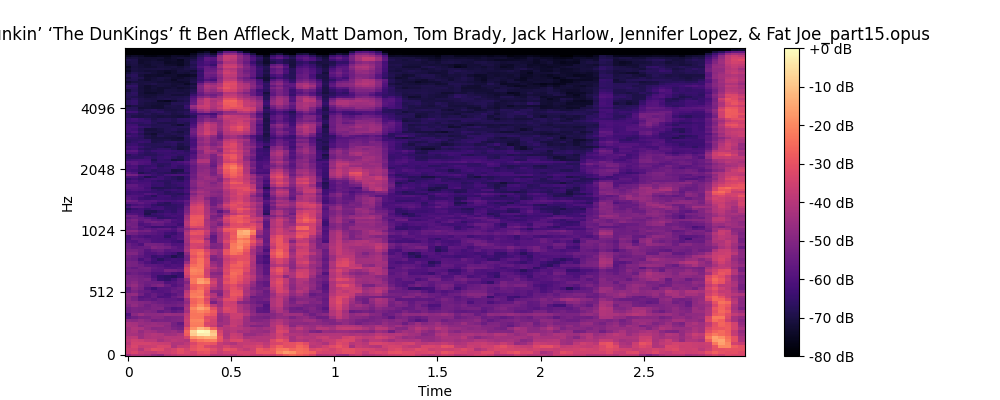 ‘The DunKings’ ft Ben Affleck, Matt Damon, Tom Brady, Jack Harlow, Jennifer Lopez, & Fat Joe_part15.opus
+0 dB
-10 dB
-20 dB
-30 dB
-40 dB
-50 dB
-60 dB
-70 dB
-80 dB
4096
2048
1024
512
0
Hz
0 0.5 1 1.5 2 2.5
Time